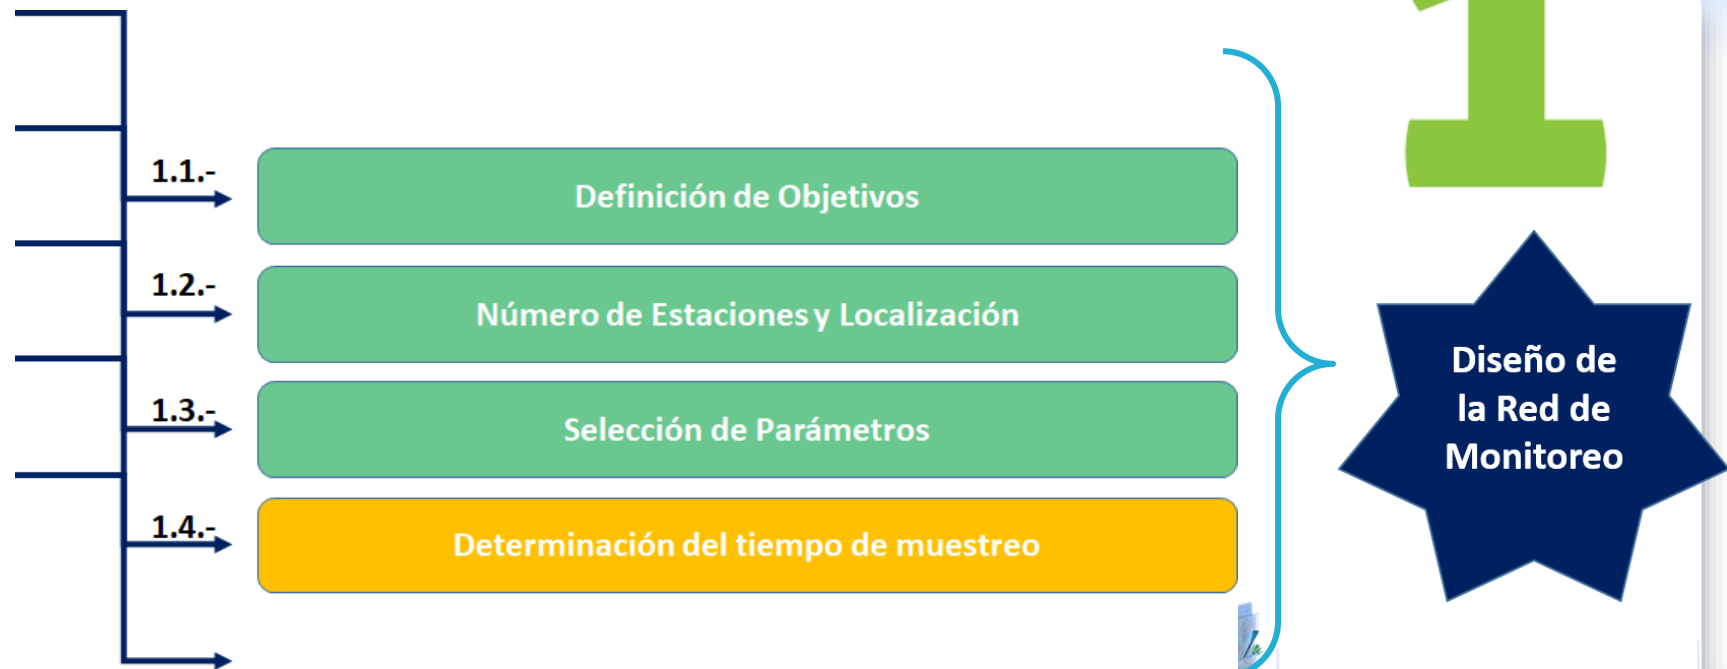 1
1.1.-
Definición de Objetivos
1.2.-
Número de Estaciones y Localización
1.3.-
Selección de Parámetros
1.4.-
Determinación del tiempo de muestreo
Diseño de
la Red de
Monitoreo